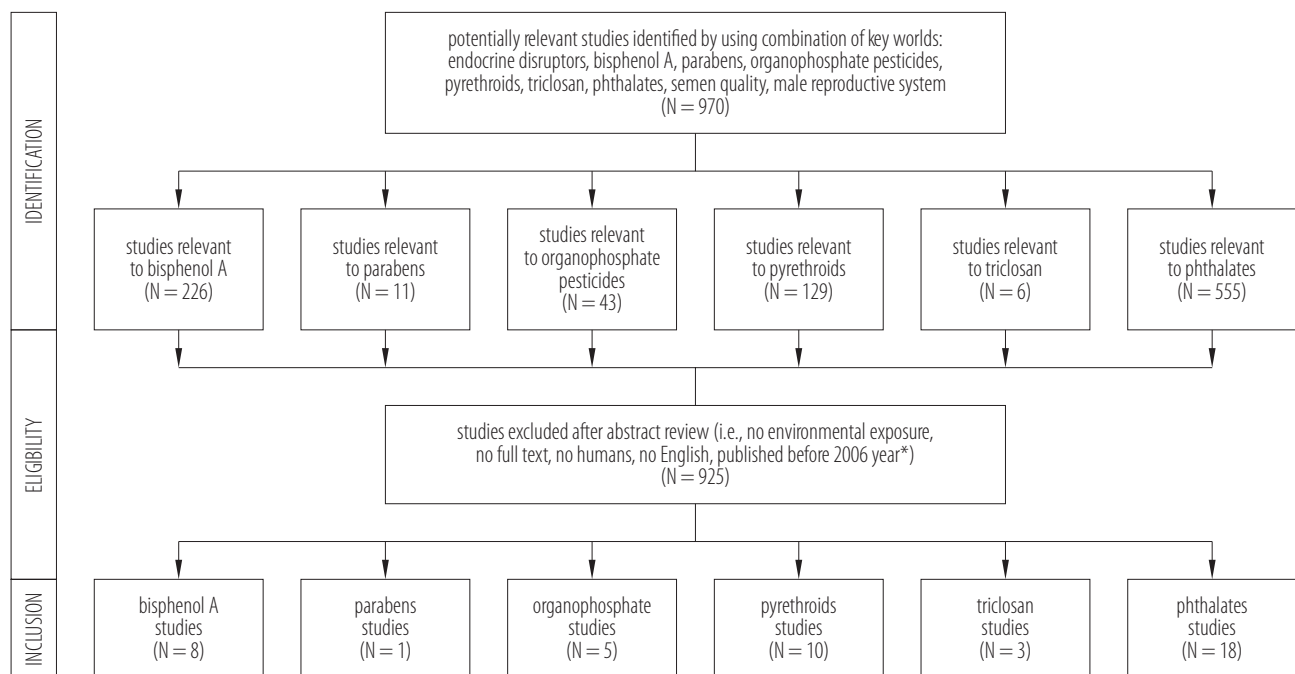 IDENTIFICATION
potentially relevant studies identified by using combination of key worlds:
endocrine disruptors, bisphenol A, parabens, organophosphate pesticides,
pyrethroids, triclosan, phthalates, semen quality, male reproductive system
(N = 970)
studies relevant
to bisphenol A
(N = 226)
studies relevant
to parabens
(N = 11)
studies relevant
to organophosphate
pesticides
(N = 43)
studies relevant
to pyrethroids
(N = 129)
studies relevant
to triclosan
(N = 6)
studies relevant
to phthalates
(N = 555)
ELIGIBILITY
studies excluded after abstract review (i.e., no environmental exposure,
no full text, no humans, no English, published before 2006 year*)
(N = 925)
INCLUSION
bisphenol A
studies
(N = 8)
parabens
studies
(N = 1)
organophosphate
studies
(N = 5)
pyrethroids
studies
(N = 10)
triclosan
studies
(N = 3)
phthalates
studies
(N = 18)